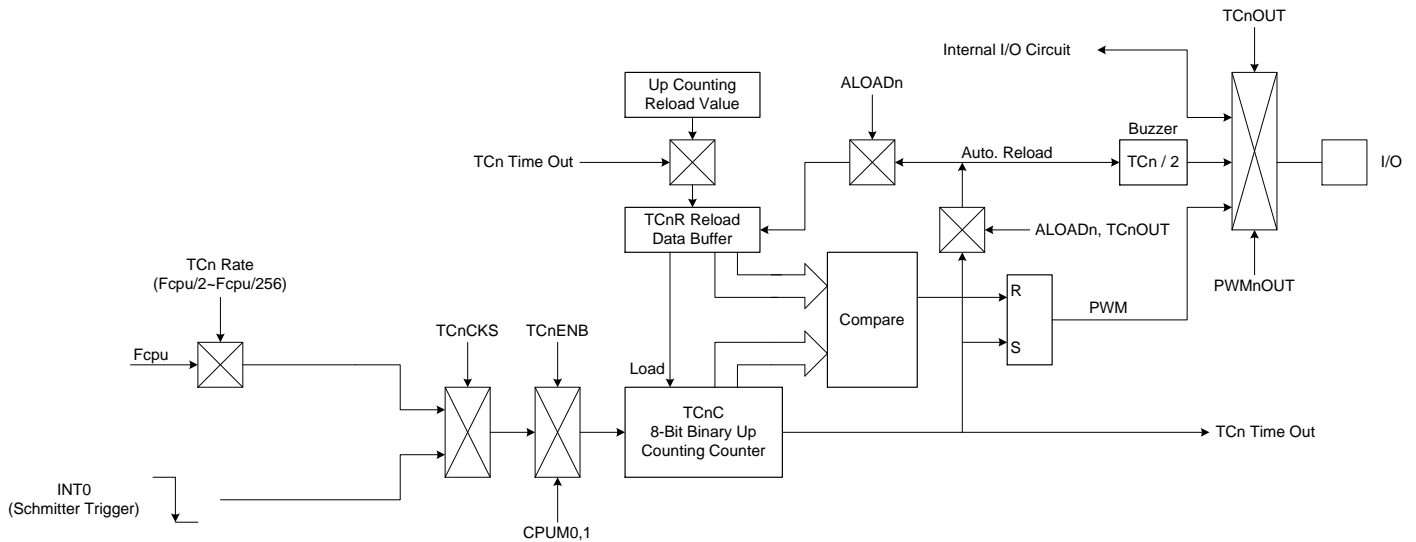 TCnOUT
Internal I/O Circuit
Up Counting
Reload Value
ALOADn
Buzzer
TCn Time Out
Auto. Reload
TCn / 2
I/O
TCnR Reload
Data Buffer
ALOADn, TCnOUT
TCn Rate
(Fcpu/2~Fcpu/256)
PWMnOUT
R
PWM
Compare
TCnCKS
TCnENB
S
Fcpu
Load
TCnC
8-Bit Binary Up
Counting Counter
TCn Time Out
INT0
(Schmitter Trigger)
CPUM0,1